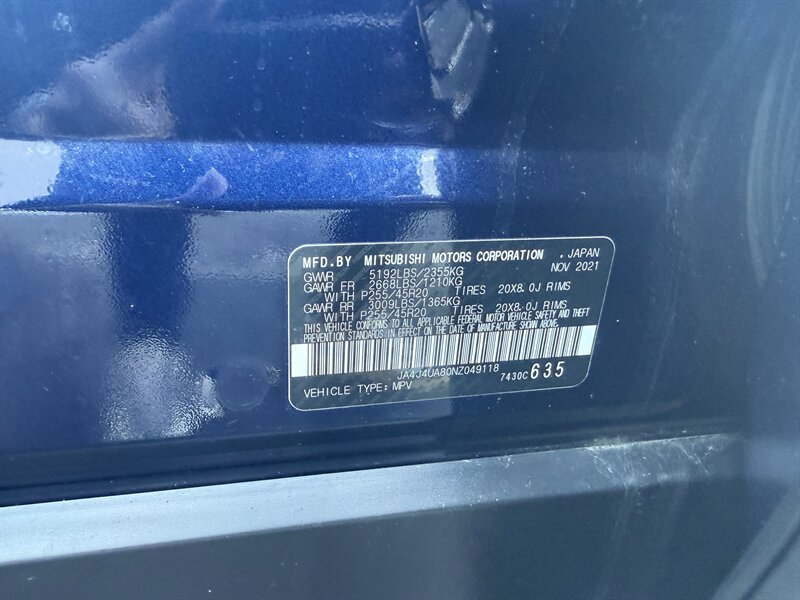 MFD.BY MITSUBISHI MOTORS CORPORATION , JAPAN
GVWR 5192LBS/2355KG NOV 2021
GAWR FR 2668LBS/1210KG
WITH P255/45R20 TIRES 20X8.0J RIMS
GAWR RR 3009LBS/1365KG
WITH P255/45R20 TIRES 20X8.0J RIMS
THIS VEHICLE CONFORMS TO ALL APPLICABLE FEDERAL MOTOR VEHICLE SAFETY AND THEFT
PREVENTION STANDARDS IN EFFECT ON THE DATE OF MANUFACTURE SHOWN ABOVE.
JA4J4UA80NZ049118 7430C 635
VEHICLE TYPE: MPV